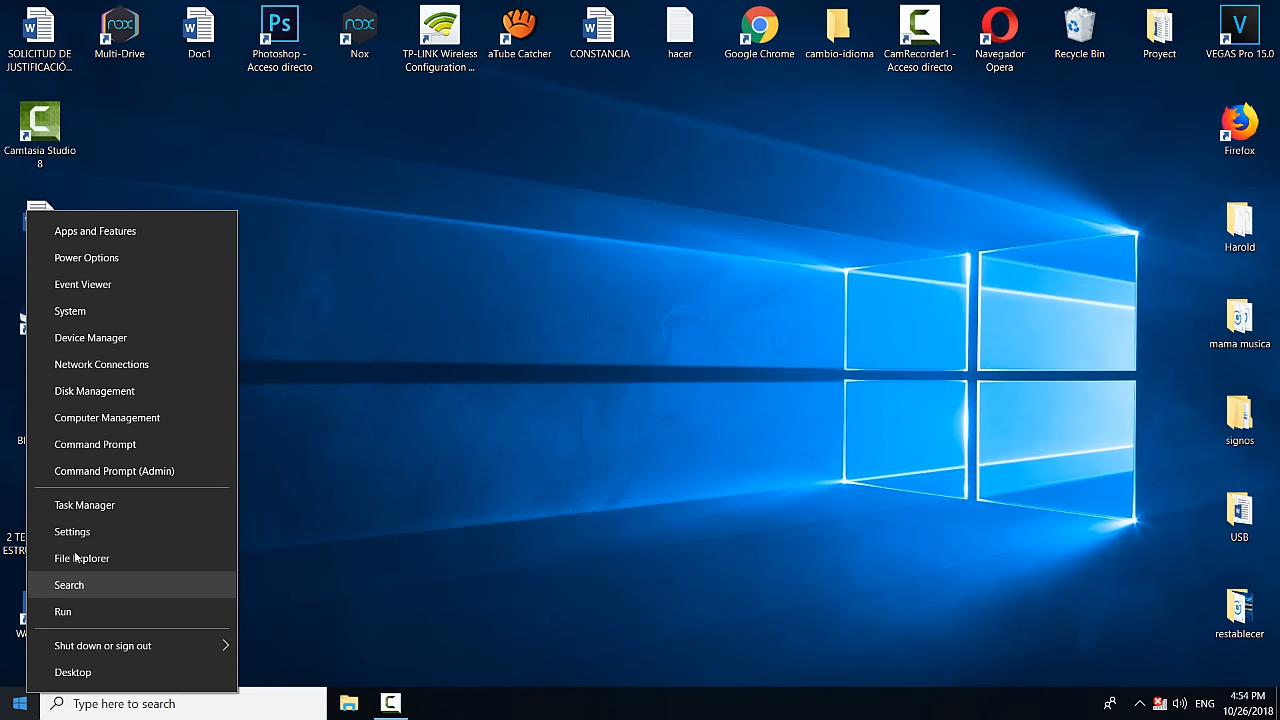 SOLICITUD DE
JUSTIFICACIÓ...
Multi-Drive
Doc1
Photoshop -
Acceso directo
Nox
TP-LINK Wireless
Configuration ...
aTube Catcher
CONSTANCIA
hacer
Google Chrome
cambio-idioma
CamRecorder1 -
Acceso directo
Navegador
Opera
Recycle Bin
Proyect
VEGAS Pro 15.0
Camtasia Studio
8
Firefox
Harold
mama musica
signos
USB
restablecer
Apps and Features
Power Options
Event Viewer
System
Device Manager
Network Connections
Disk Management
Computer Management
Command Prompt
Command Prompt (Admin)
Task Manager
Settings
File Explorer
Search
Run
Shut down or sign out
Desktop
2 TE
ESTRU
Type here to search
ENG
4:54 PM
10/26/2018